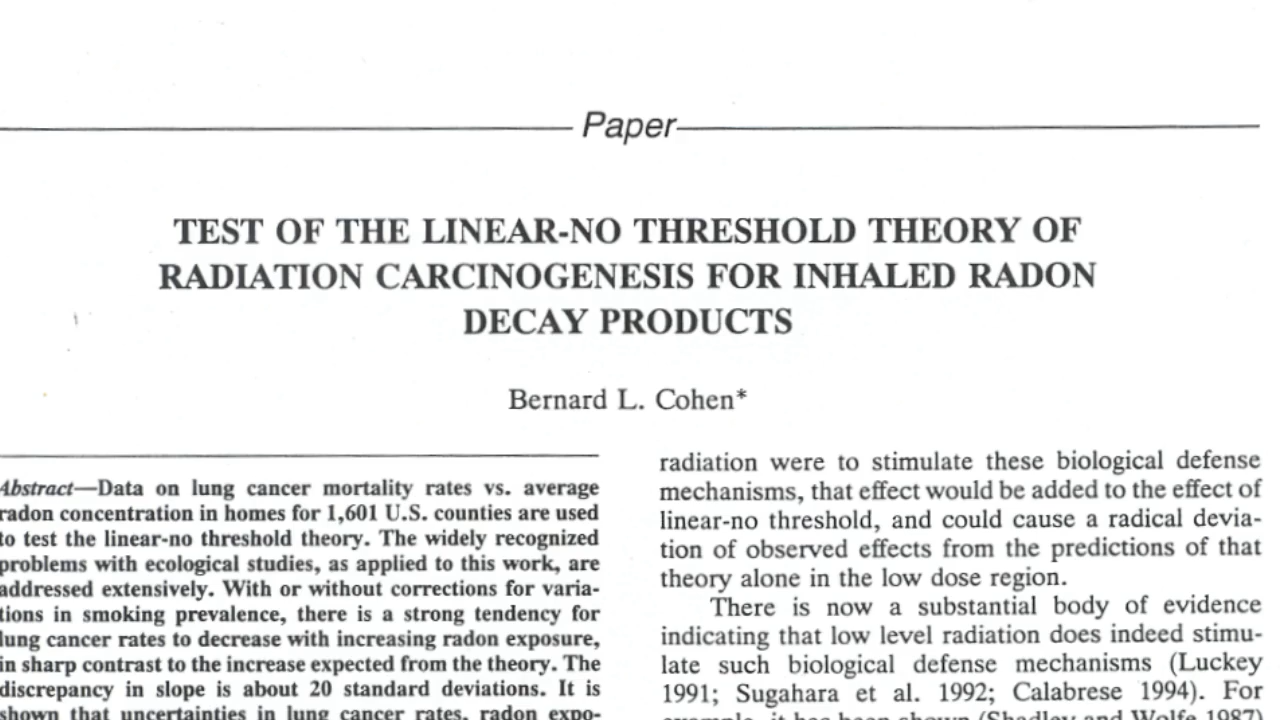 Paper
TEST OF THE LINEAR-NO THRESHOLD THEORY OF
RADIATION CARCINOGENESIS FOR INHALED RADON
DECAY PRODUCTS
Bernard L. Cohen*
Abstract—Data on lung cancer mortality rates vs. average
radon concentration in homes for 1,601 U.S. counties are used
to test the linear-no threshold theory. The widely recognized
problems with ecological studies, as applied to this work, are
addressed extensively. With or without corrections for varia-
tions in smoking prevalence, there is a strong tendency for
lung cancer rates to decrease with increasing radon exposure,
in sharp contrast to the increase expected from the theory. The
discrepancy in slope is about 20 standard deviations. It is
shown that uncertainties in lung cancer rates, radon expo-
radiation were to stimulate these biological defense
mechanisms, that effect would be added to the effect of
linear-no threshold, and could cause a radical devia-
tion of observed effects from the predictions of that
theory alone in the low dose region.
There is now a substantial body of evidence
indicating that low level radiation does indeed stimu-
late such biological defense mechanisms (Luckey
1991; Sugahara et al. 1992; Calabrese 1994). For
example, it has been shown (Shadley and Wolfe 1987)